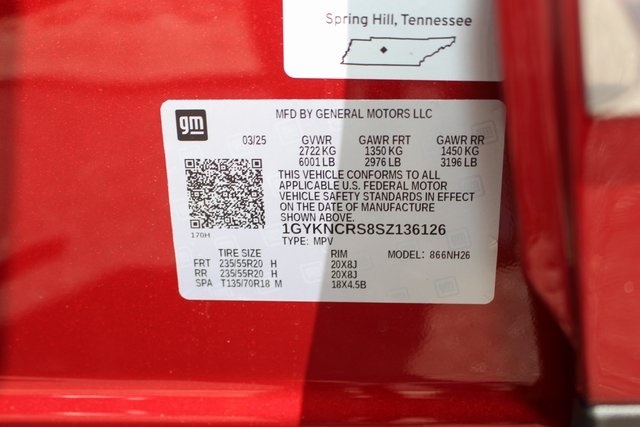 Spring Hill, Tennessee
gm
MFD BY GENERAL MOTORS LLC
03/25 GVWR GAWR FRT GAWR RR
2722 KG 1350 KG 1450 KG
6001 LB 2976 LB 3196 LB
THIS VEHICLE CONFORMS TO ALL
APPLICABLE U.S. FEDERAL MOTOR
VEHICLE SAFETY STANDARDS IN EFFECT
ON THE DATE OF MANUFACTURE
SHOWN ABOVE.
1GYKNCRS8SZ136126
170H
TYPE: MPV
TIRE SIZE RIM MODEL: 866NH26
FRT 235/55R20 H 20X8J
RR 235/55R20 H 20X8J
SPA T135/70R18 M 18X4.5B